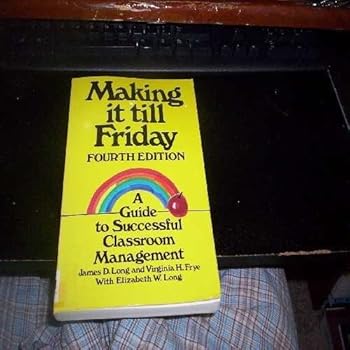 Making
it till
Friday
FOURTH EDITION
A
Guide
to Successful
Classroom
Management
James D. Long and Virginia H. Frye
With Elizabeth W. Long